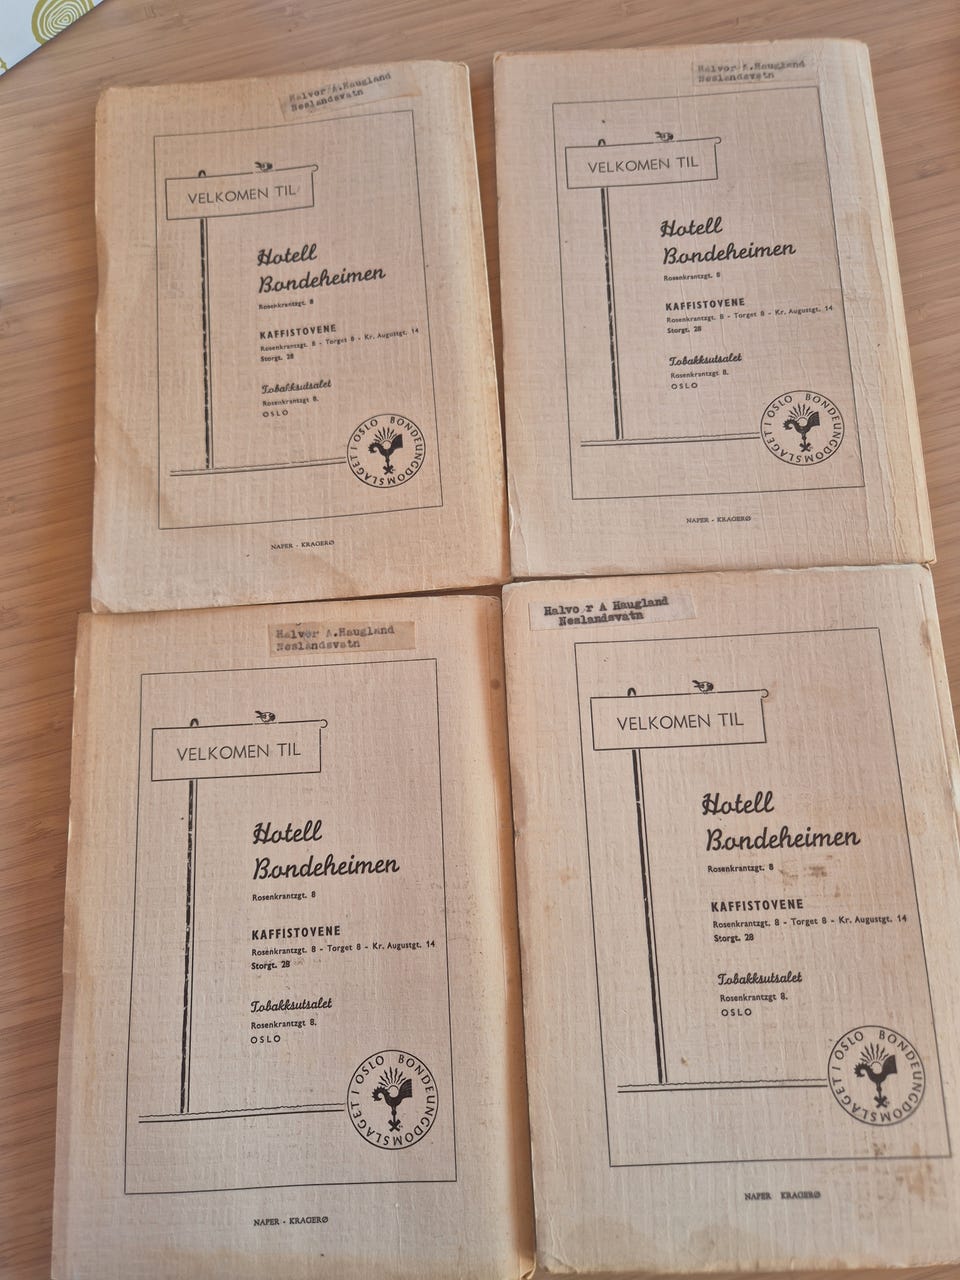 Halvor A.Haugland
Neslandsvatn
VELKOMEN TIL
Hotell
Bondeheimen
Rosenkrantzgt. 8
KAFFISTOVENE
Rosenkrantzgt. 8 - Torget 8 - Kr. Augustgt. 14
Storgt. 28
Tobakksutsalet
Rosenkrantzgt 8.
OSLO
BONDEUNGDOMSLAGET I OSLO
NAPER - KRAGERØ
Halvor A.Haugland
Neslandsvatn
VELKOMEN TIL
Hotell
Bondeheimen
Rosenkrantzgt. 8
KAFFISTOVENE
Rosenkrantzgt. 8 - Torget 8 - Kr. Augustgt. 14
Storgt. 28
Tobakksutsalet
Rosenkrantzgt 8.
OSLO
BONDEUNGDOMSLAGET I OSLO
NAPER - KRAGERØ
Halvor A.Haugland
Neslandsvatn
VELKOMEN TIL
Hotell
Bondeheimen
Rosenkrantzgt. 8
KAFFISTOVENE
Rosenkrantzgt. 8 - Torget 8 - Kr. Augustgt. 14
Storgt. 28
Tobakksutsalet
Rosenkrantzgt 8.
OSLO
BONDEUNGDOMSLAGET I OSLO
NAPER - KRAGERØ
Halvo r A Haugland
Neslandsvatn
VELKOMEN TIL
Hotell
Bondeheimen
Rosenkrantzgt. 8
KAFFISTOVENE
Rosenkrantzgt. 8 - Torget 8 - Kr. Augustgt. 14
Storgt. 28
Tobakksutsalet
Rosenkrantzgt 8.
OSLO
BONDEUNGDOMSLAGET I OSLO
NAPER KRAGERØ